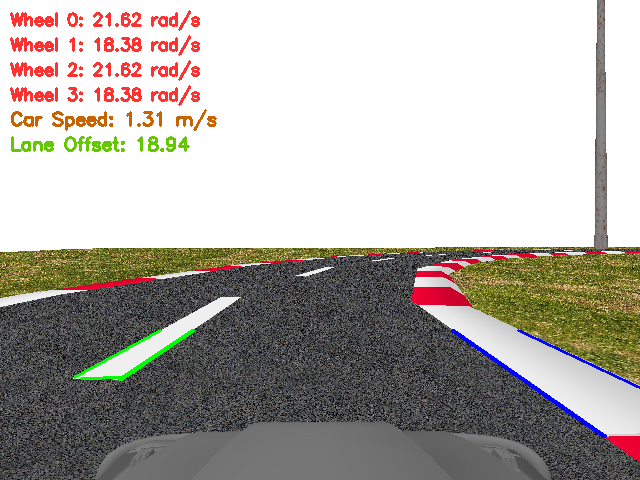 Wheel 0: 21.62 rad/s
Wheel 1: 18.38 rad/s
Wheel 2: 21.62 rad/s
Wheel 3: 18.38 rad/s
Car Speed: 1.31 m/s
Lane Offset: 18.94